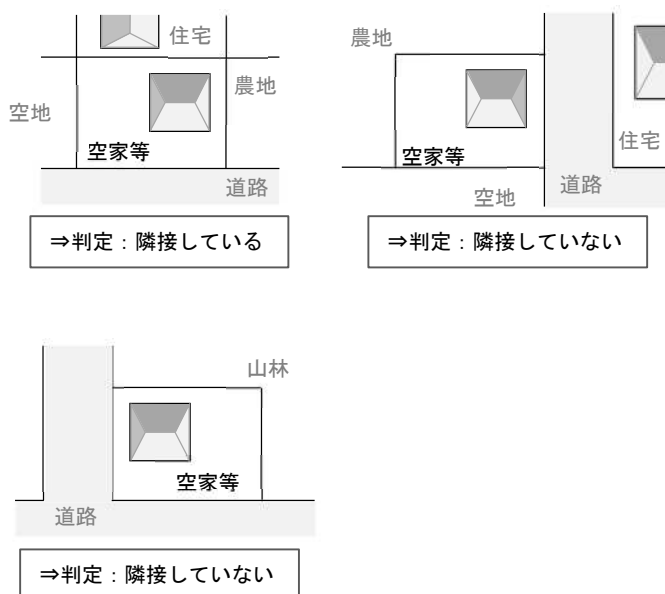 住宅
農地
空地
空家等
道路
⇒判定：隣接している
農地
住宅
空家等
道路
空地
⇒判定：隣接していない
山林
空家等
道路
⇒判定：隣接していない